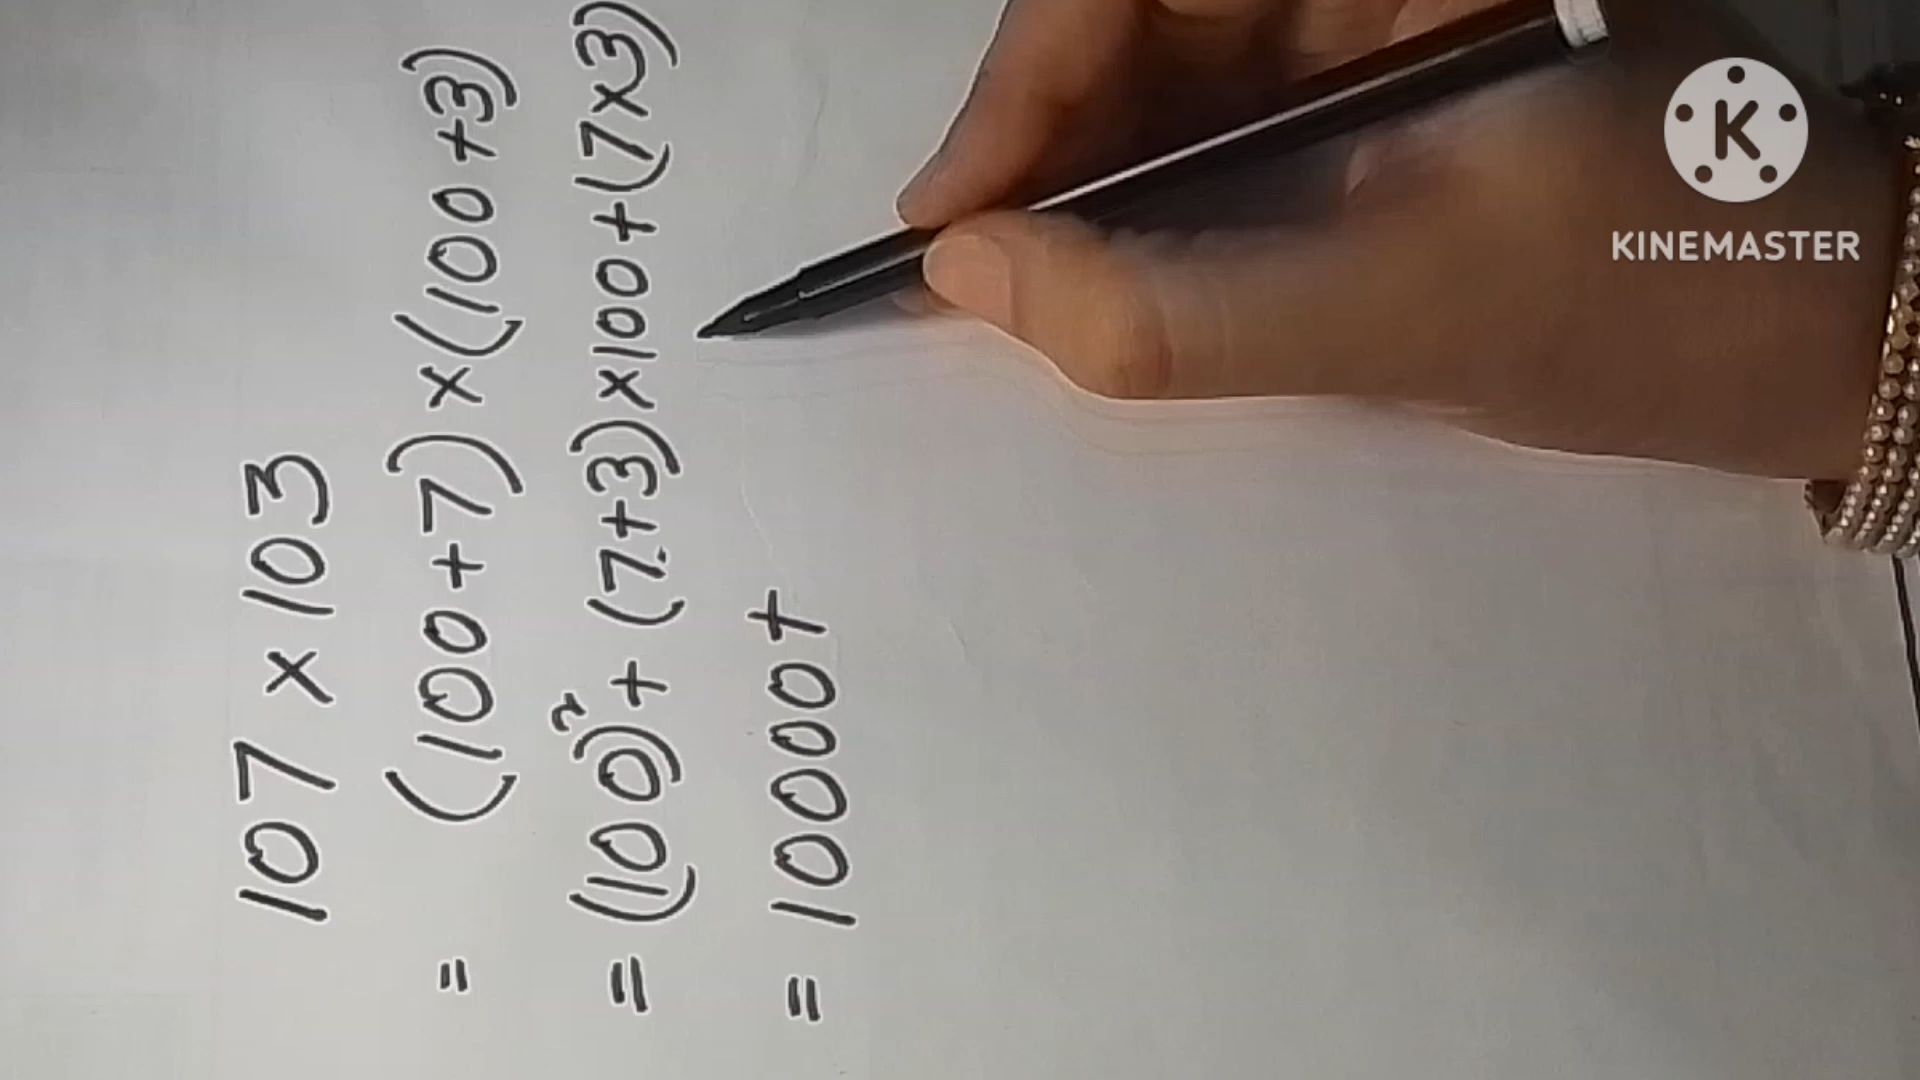 107 × 103
= (100+7) × (100+3)
= (100)² + (7+3)×100+(7×3)
= 10000+
K
KINEMASTER